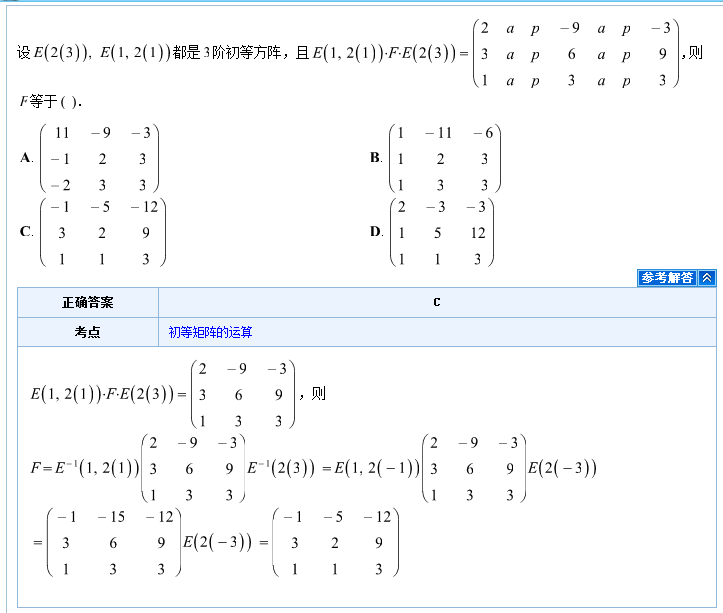 设 E(2(3)), E(1, 2(1))都是3阶初等方阵，且 E(1, 2(1))·F·E(2(3)) = (2 a p −9 a p −3
3 a p 6 a p 9
1 a p 3 a p 3) ,则
F等于 ( ).
A. (11 −9 −3
−1 2 3
−2 3 3)
B. (1 −11 −6
1 2 3
1 3 3)
C. (−1 −5 −12
3 2 9
1 1 3)
D. (2 −3 −3
1 5 12
1 1 3)
参考解答
正确答案 C
考点 初等矩阵的运算
E(1, 2(1))·F·E(2(3)) = (2 −9 −3
3 6 9
1 3 3) ，则
F = E⁻¹(1, 2(1)) (2 −9 −3
3 6 9
1 3 3) E⁻¹(2(3)) = E(1, 2(−1)) (2 −9 −3
3 6 9
1 3 3) E(2(−3))
= (−1 −15 −12
3 6 9
1 3 3) E(2(−3)) = (−1 −5 −12
3 2 9
1 1 3)